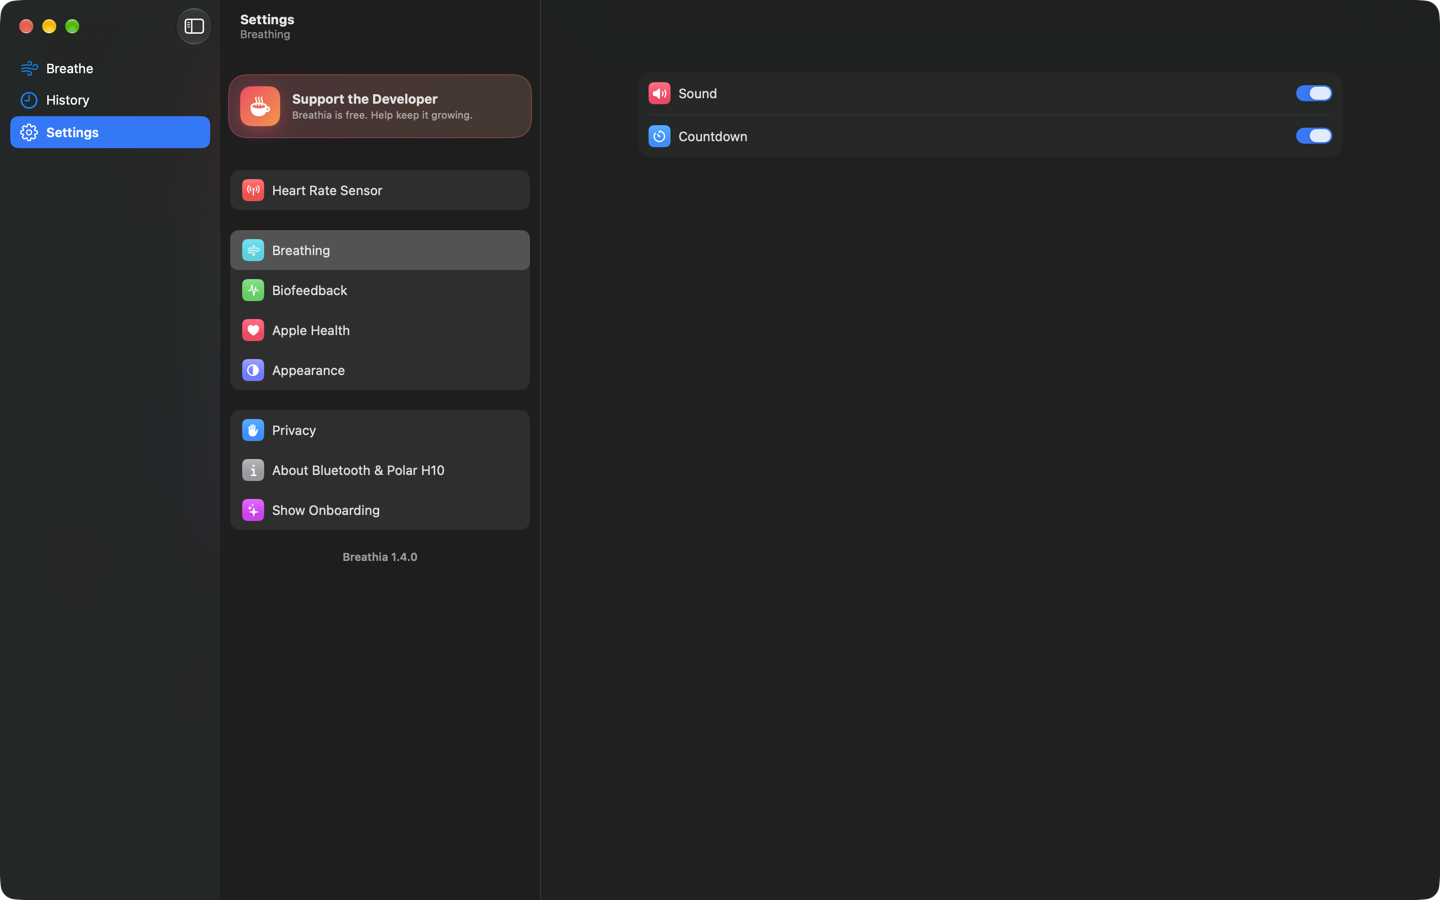 Breathe
History
Settings
Settings
Breathing
Support the Developer
Breathia is free. Help keep it growing.
Heart Rate Sensor
Breathing
Biofeedback
Apple Health
Appearance
Privacy
About Bluetooth & Polar H10
Show Onboarding
Breathia 1.4.0
Sound
Countdown